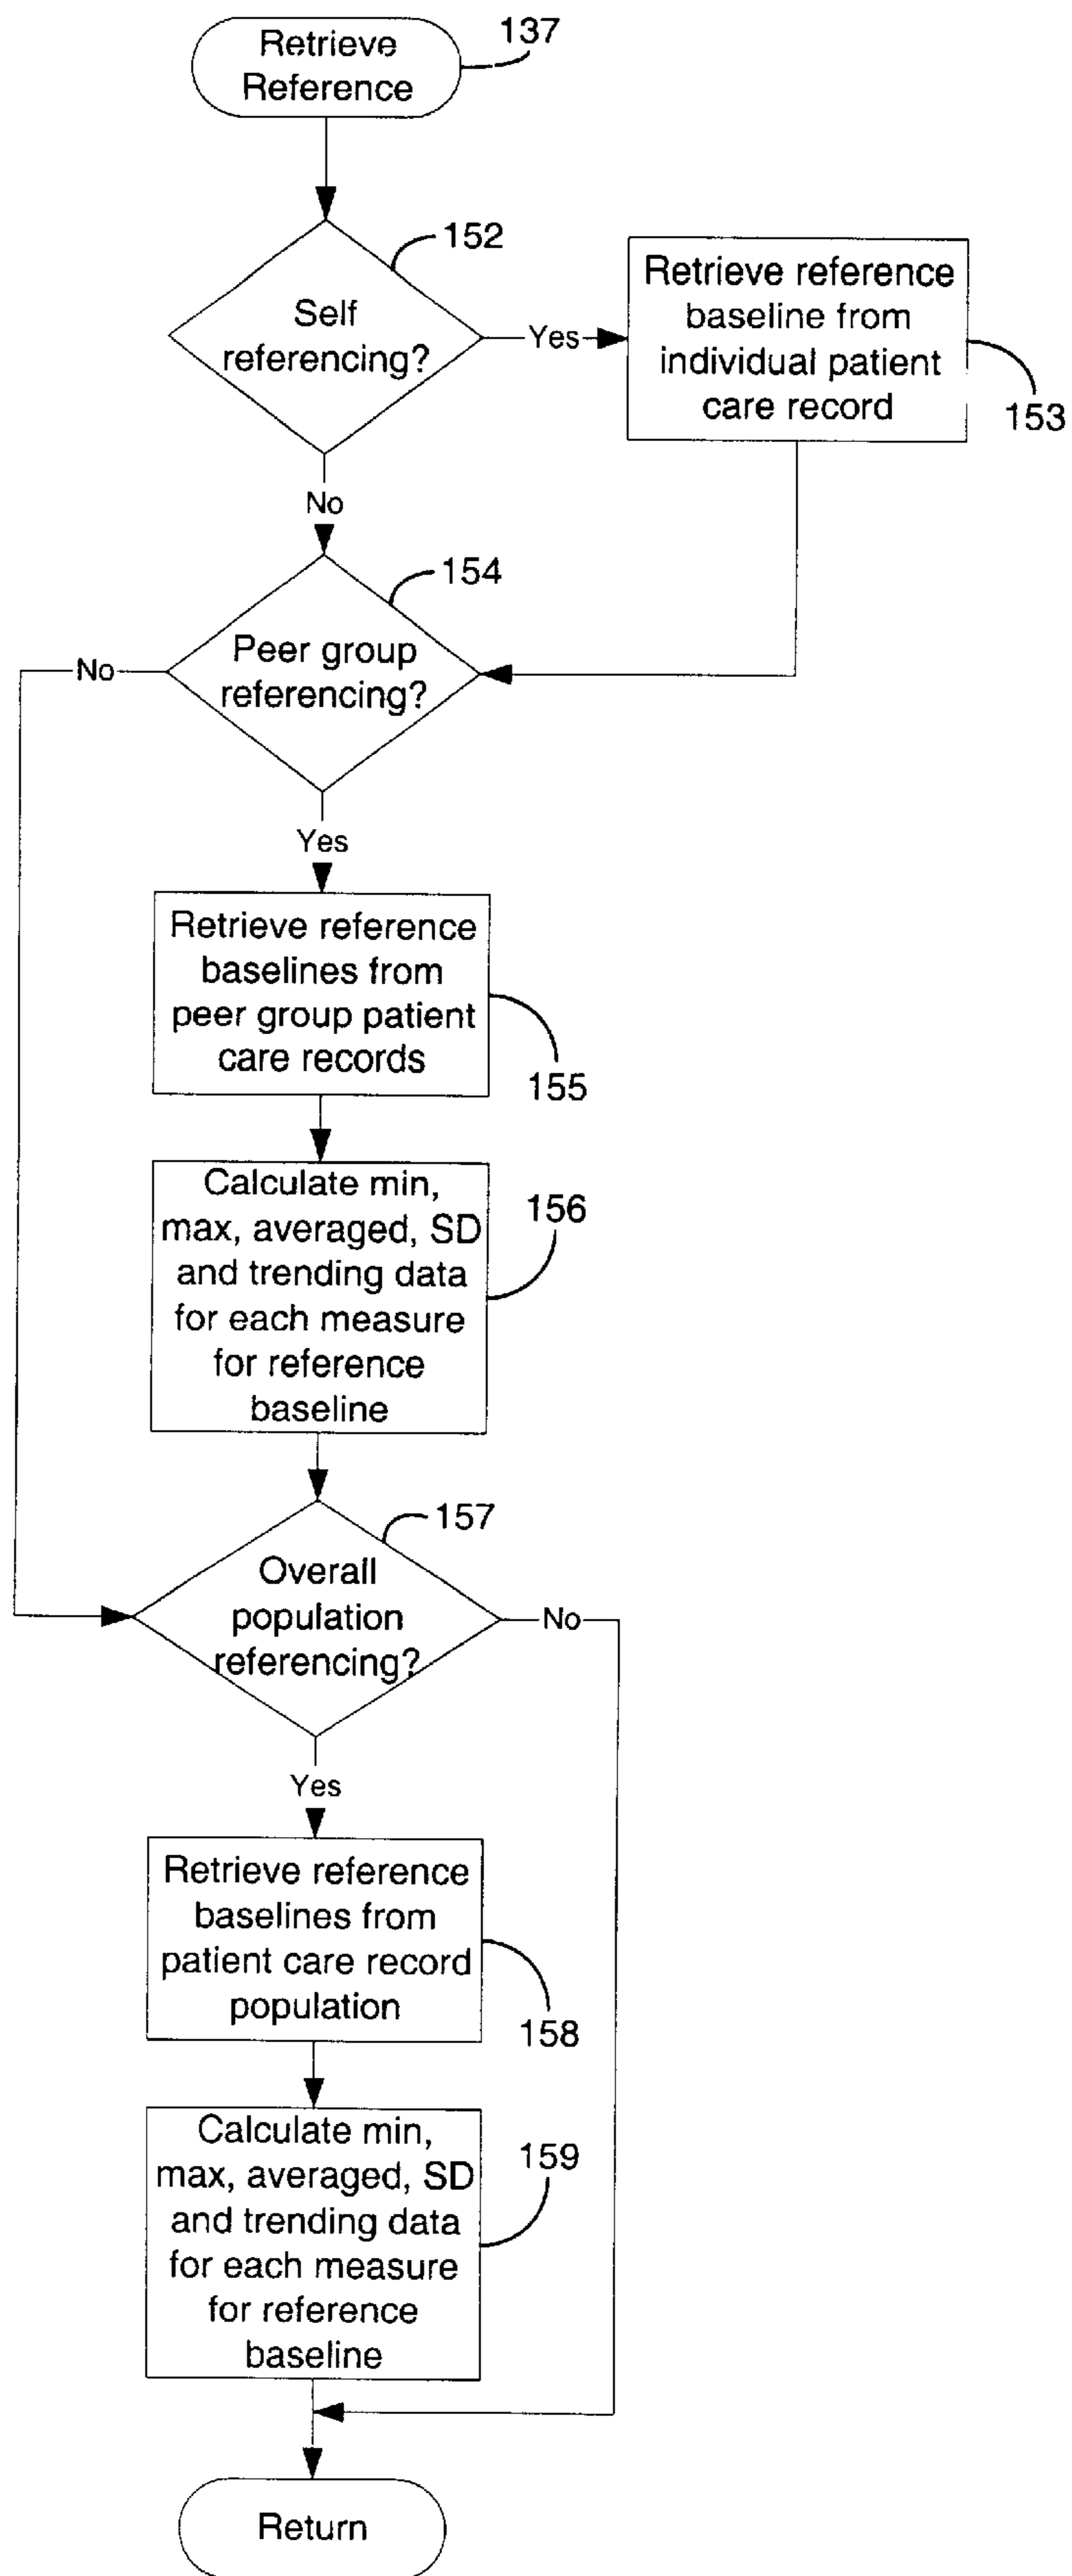 Retrieve
Reference
137
152
Self
referencing?
Yes
Retrieve reference
baseline from
individual patient
care record
153
No
154
Peer group
referencing?
No
Yes
Retrieve reference
baselines from
peer group patient
care records
155
Calculate min,
max, averaged, SD
and trending data
for each measure
for reference
baseline
156
157
Overall
population
referencing?
No
Yes
Retrieve reference
baselines from
patient care record
population
158
Calculate min,
max, averaged, SD
and trending data
for each measure
for reference
baseline
159
Return